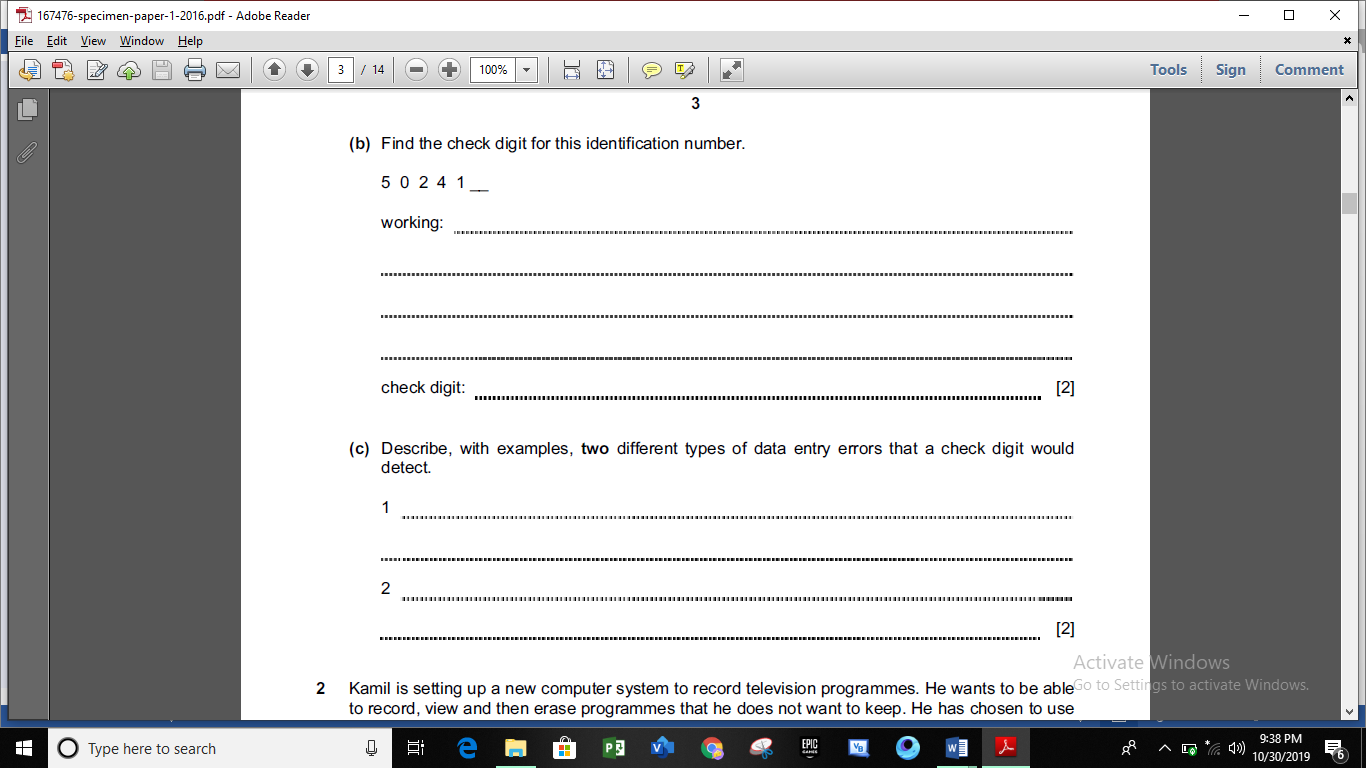 167476-specimen-paper-1-2016.pdf - Adobe Reader
File Edit View Window Help
3 / 14 100% Tools Sign Comment
3
(b) Find the check digit for this identification number.
5 0 2 4 1 __
working:
check digit: [2]
(c) Describe, with examples, two different types of data entry errors that a check digit would
detect.
1
2
[2]
Activate Windows
Go to Settings to activate Windows.
2 Kamil is setting up a new computer system to record television programmes. He wants to be able
to record, view and then erase programmes that he does not want to keep. He has chosen to use
Type here to search
9:38 PM
10/30/2019
6